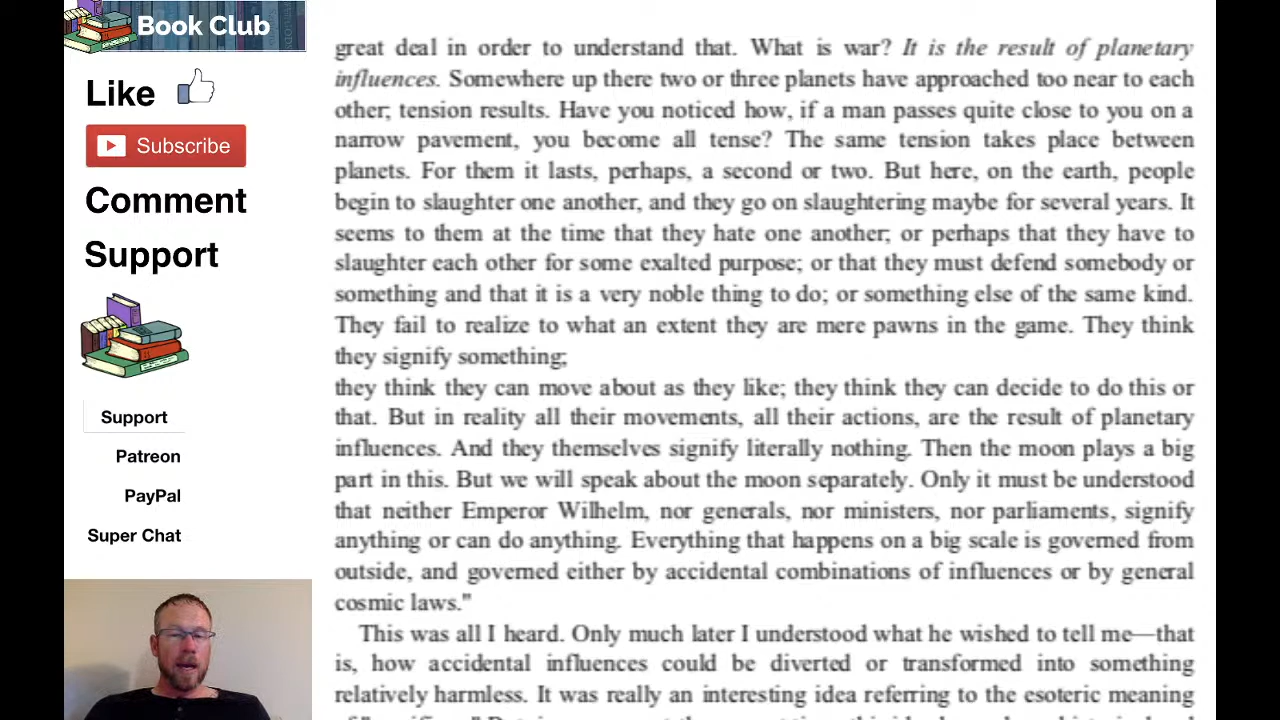 Book Club
Like
Subscribe
Comment
Support
Support
Patreon
PayPal
Super Chat
great deal in order to understand that. What is war? It is the result of planetary
influences. Somewhere up there two or three planets have approached too near to each
other; tension results. Have you noticed how, if a man passes quite close to you on a
narrow pavement, you become all tense? The same tension takes place between
planets. For them it lasts, perhaps, a second or two. But here, on the earth, people
begin to slaughter one another, and they go on slaughtering maybe for several years. It
seems to them at the time that they hate one another; or perhaps that they have to
slaughter each other for some exalted purpose; or that they must defend somebody or
something and that it is a very noble thing to do; or something else of the same kind.
They fail to realize to what an extent they are mere pawns in the game. They think
they signify something;
they think they can move about as they like; they think they can decide to do this or
that. But in reality all their movements, all their actions, are the result of planetary
influences. And they themselves signify literally nothing. Then the moon plays a big
part in this. But we will speak about the moon separately. Only it must be understood
that neither Emperor Wilhelm, nor generals, nor ministers, nor parliaments, signify
anything or can do anything. Everything that happens on a big scale is governed from
outside, and governed either by accidental combinations of influences or by general
cosmic laws."
This was all I heard. Only much later I understood what he wished to tell me—that
is, how accidental influences could be diverted or transformed into something
relatively harmless. It was really an interesting idea referring to the esoteric meaning